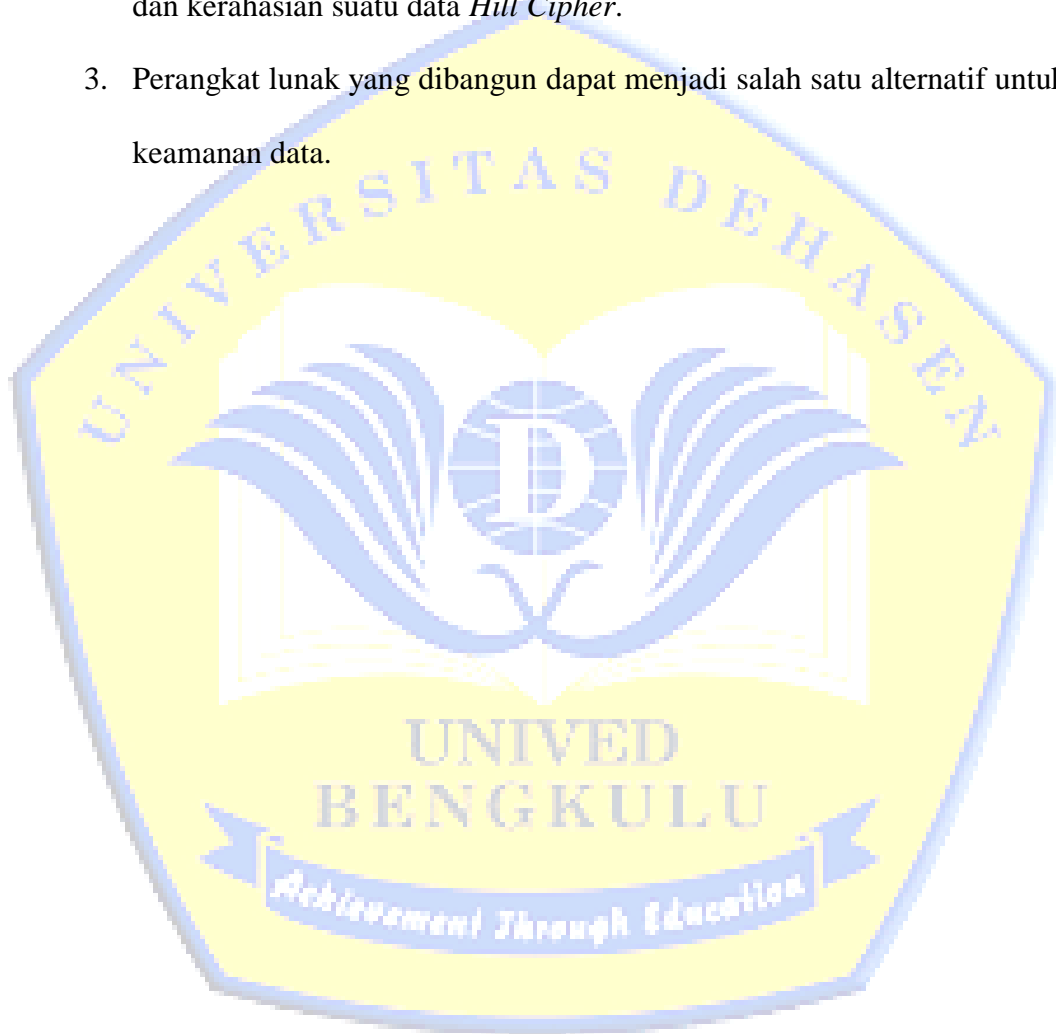 dan kerahasian suatu data Hill Cipher.
3. Perangkat lunak yang dibangun dapat menjadi salah satu alternatif untuk
keamanan data.
UNIVERSITAS DEHASEN
D
UNIVED
BENGKULU
Achievement Through Education